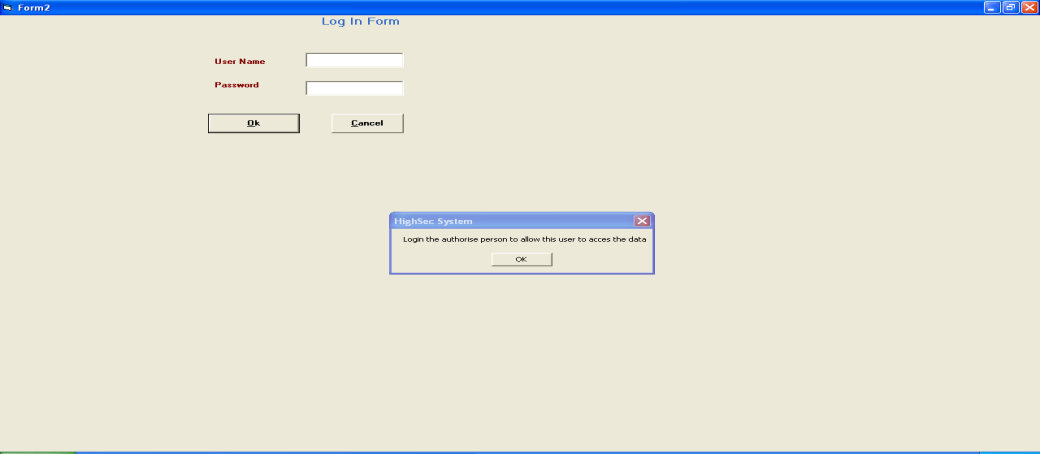 Form2
Log In Form
User Name
Password
Ok
Cancel
HighSec System
Login the authorise person to allow this user to acces the data
OK